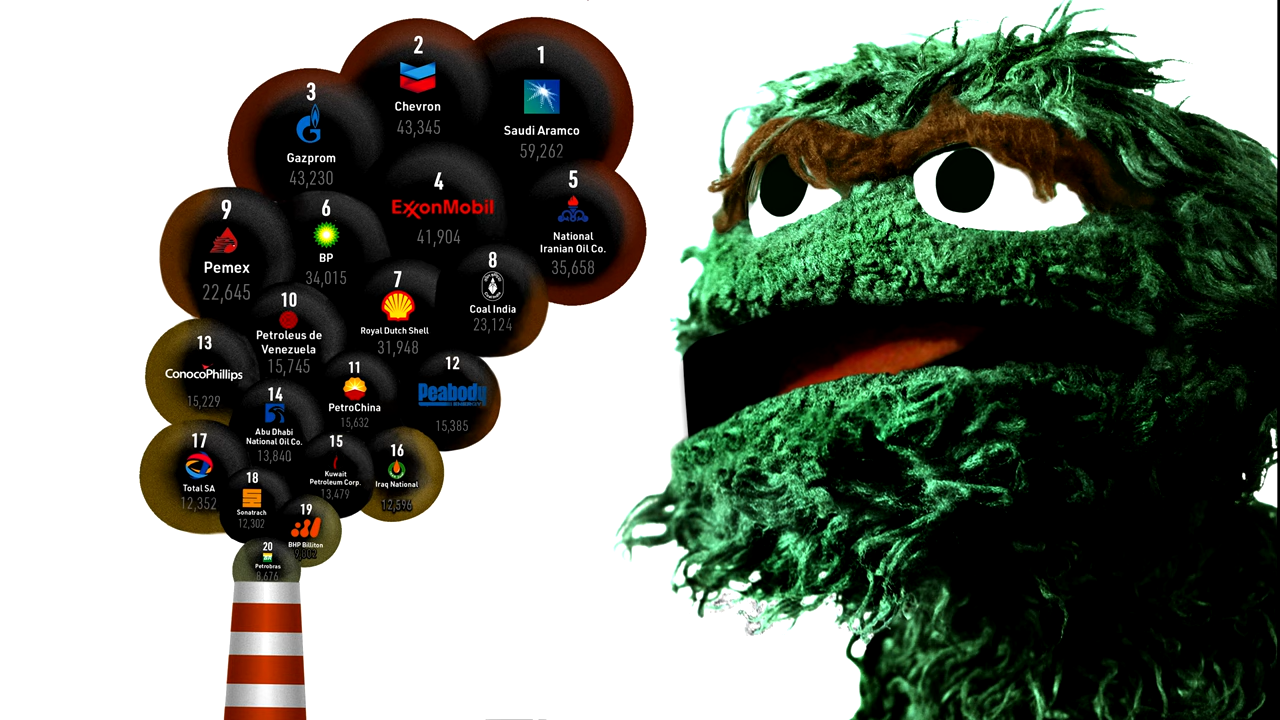 1
Saudi Aramco
59,262
2
Chevron
43,345
3
Gazprom
43,230
4
ExxonMobil
41,904
5
National
Iranian Oil Co.
35,658
6
BP
34,015
7
Royal Dutch Shell
31,948
8
Coal India
23,124
9
Pemex
22,645
10
Petroleus de
Venezuela
15,745
11
PetroChina
15,632
12
Peabody
ENERGY
15,385
13
ConocoPhillips
15,229
14
Abu Dhabi
National Oil Co.
13,840
15
Kuwait
Petroleum Corp.
13,479
16
Iraq National
12,596
17
Total SA
12,352
18
Sonatrach
12,302
19
BHP Billiton
9,802
20
Petrobras
8,676